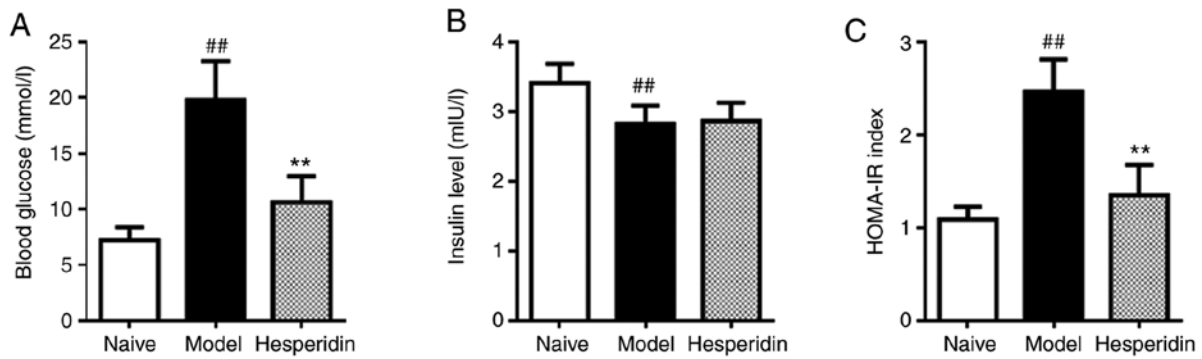 A
Blood glucose (mmol/l)
25
20
15
10
5
0
##
**
Naive Model Hesperidin
B
Insulin level (mIU/l)
4
3
2
1
0
##
Naive Model Hesperidin
C
HOMA-IR index
3
2
1
0
##
**
Naive Model Hesperidin